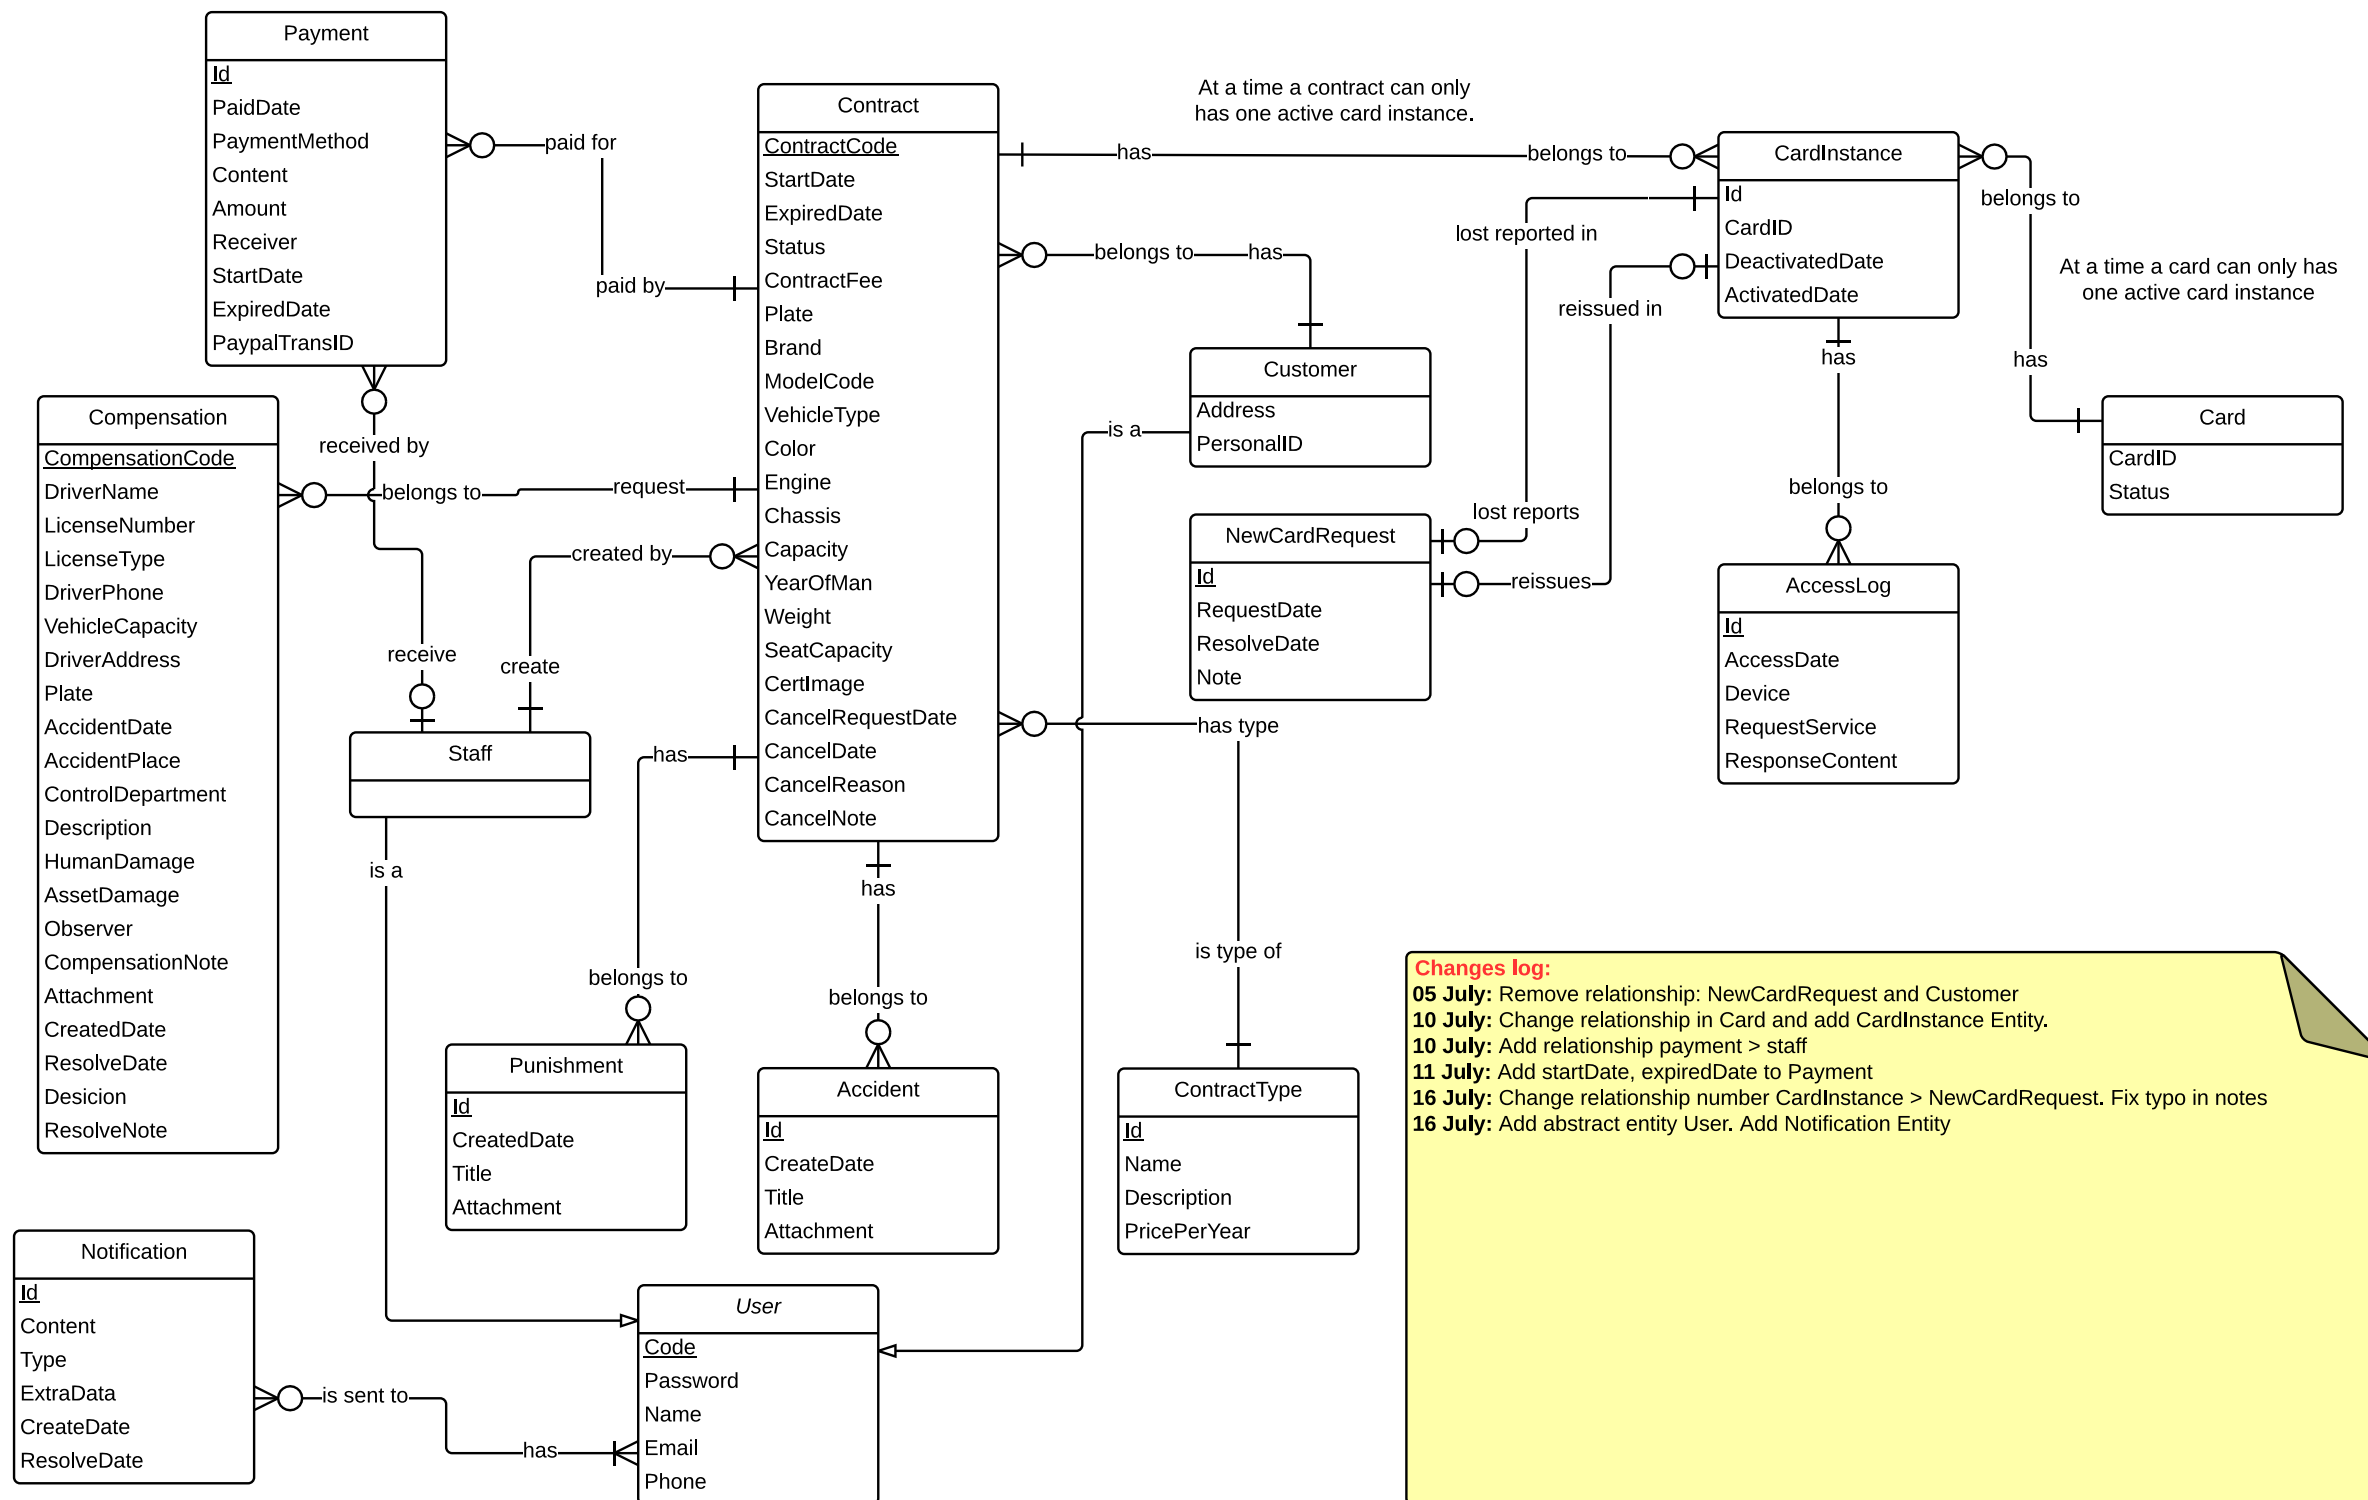 Payment
Id
PaidDate
PaymentMethod
Content
Amount
Receiver
StartDate
ExpiredDate
PaypalTransID
paid for
paid by
Contract
ContractCode
StartDate
ExpiredDate
Status
ContractFee
Plate
Brand
ModelCode
VehicleType
Color
Engine
Chassis
Capacity
YearOfMan
Weight
SeatCapacity
CertImage
CancelRequestDate
CancelDate
CancelReason
CancelNote
At a time a contract can only
has one active card instance.
has
belongs to
CardInstance
Id
CardID
DeactivatedDate
ActivatedDate
belongs to
At a time a card can only has
one active card instance
has
Card
CardID
Status
lost reported in
reissued in
lost reports
reissues
belongs to
has
Customer
Address
PersonalID
is a
NewCardRequest
Id
RequestDate
ResolveDate
Note
has
belongs to
AccessLog
Id
AccessDate
Device
RequestService
ResponseContent
Compensation
CompensationCode
DriverName
LicenseNumber
LicenseType
DriverPhone
VehicleCapacity
DriverAddress
Plate
AccidentDate
AccidentPlace
ControlDepartment
Description
HumanDamage
AssetDamage
Observer
CompensationNote
Attachment
CreatedDate
ResolveDate
Desicion
ResolveNote
received by
belongs to
request
created by
receive
create
Staff
is a
has
belongs to
Punishment
Id
CreatedDate
Title
Attachment
has
belongs to
Accident
Id
CreateDate
Title
Attachment
has type
is type of
ContractType
Id
Name
Description
PricePerYear
Notification
Id
Content
Type
ExtraData
CreateDate
ResolveDate
is sent to
has
User
Code
Password
Name
Email
Phone
Changes log:
05 July: Remove relationship: NewCardRequest and Customer
10 July: Change relationship in Card and add CardInstance Entity.
10 July: Add relationship payment > staff
11 July: Add startDate, expiredDate to Payment
16 July: Change relationship number CardInstance > NewCardRequest. Fix typo in notes
16 July: Add abstract entity User. Add Notification Entity